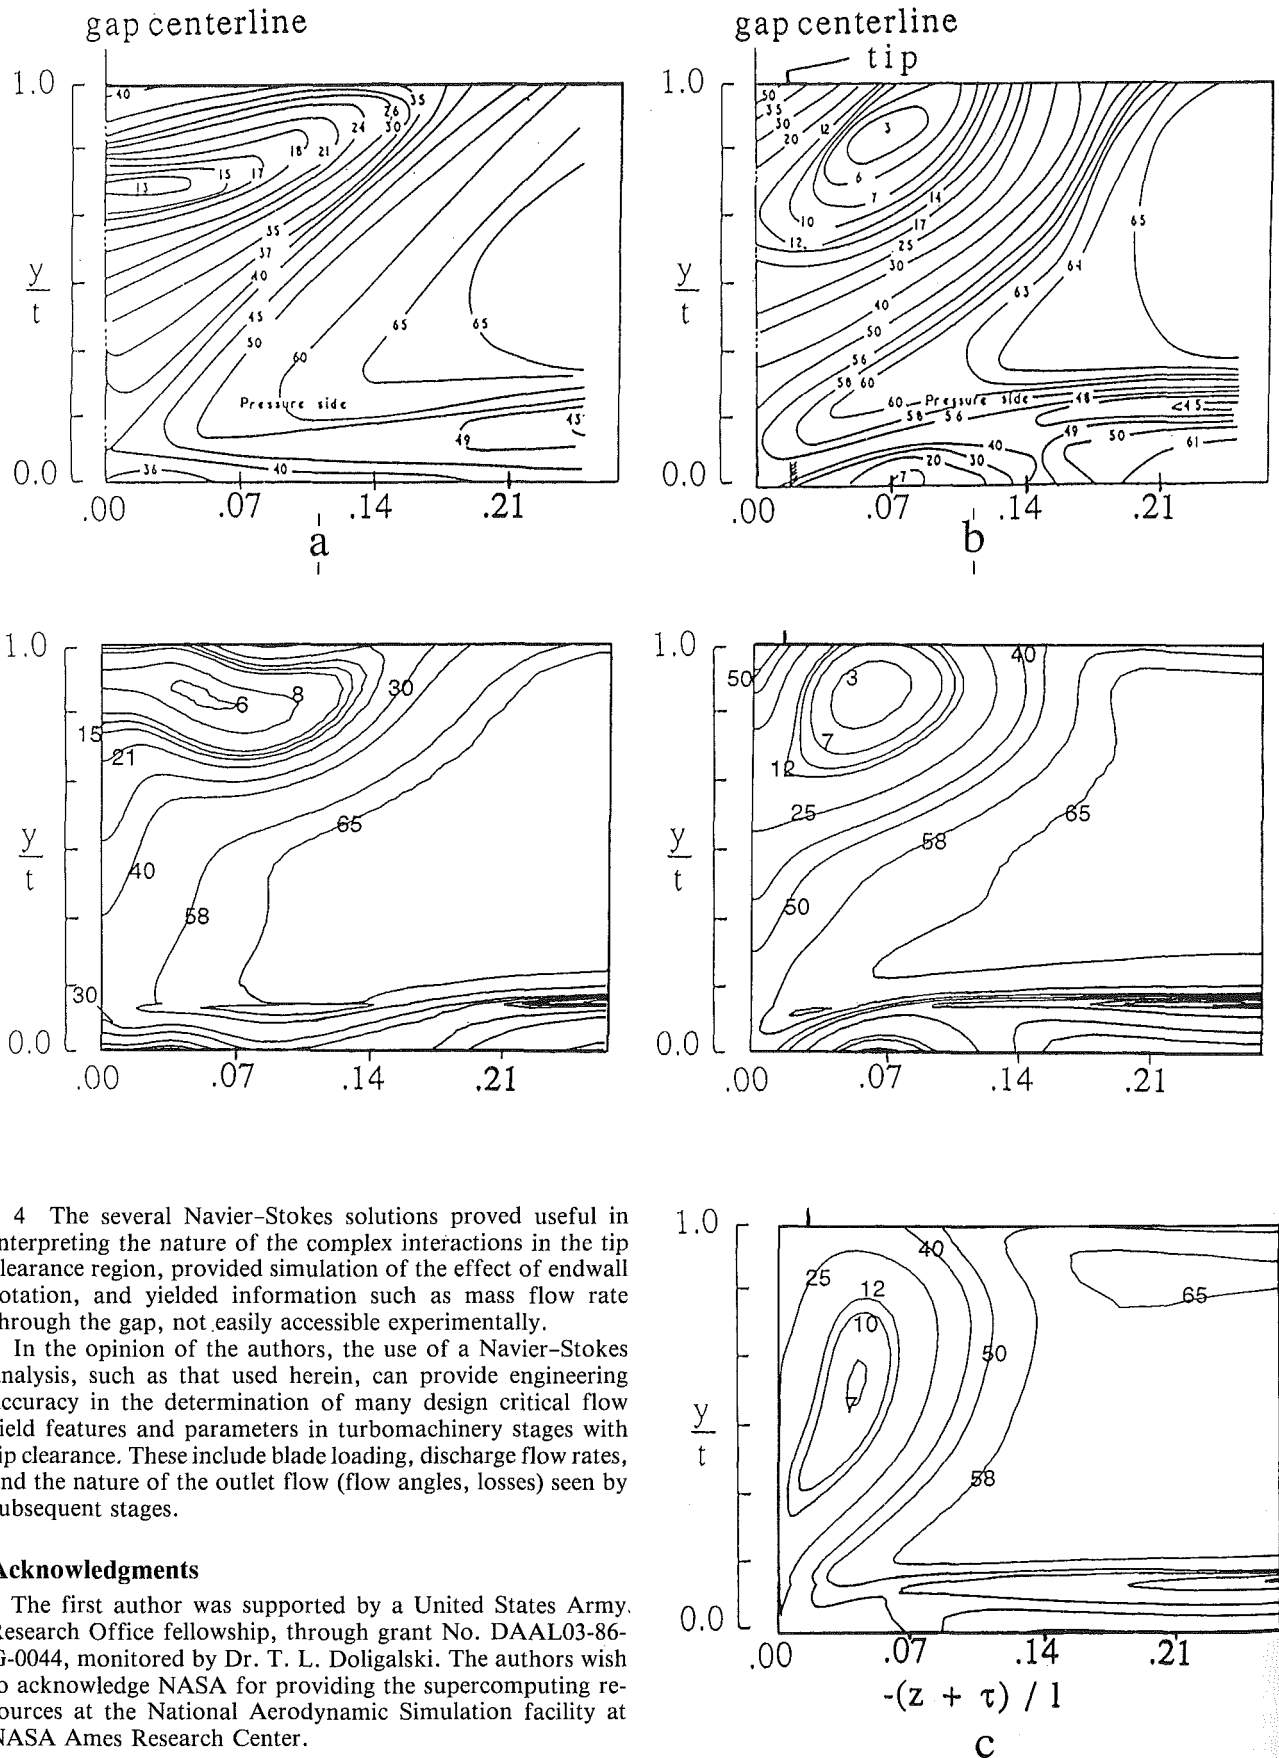 gap centerline
1.0
40
35
26
30
24
18
21
15
17
13
35
37
40
45
50
60
65
65
Pressure side
49
36
40
y
t
0.0
.00
.07
.14
.21
a
gap centerline
tip
1.0
50
35
30
20
12
3
6
7
10
12
14
17
25
30
40
50
56
58
60
63
64
65
60
Pressure side
58
56
48
<45
49
50
61
40
30
20
7
y
t
0.0
.00
.07
.14
.21
b
1.0
6
8
30
15
21
65
40
58
30
y
t
0.0
.00
.07
.14
.21
1.0
50
3
40
7
12
25
58
65
50
y
t
0.0
.00
.07
.14
.21
4 The several Navier–Stokes solutions proved useful in
nterpreting the nature of the complex interactions in the tip
learance region, provided simulation of the effect of endwall
otation, and yielded information such as mass flow rate
hrough the gap, not easily accessible experimentally.
In the opinion of the authors, the use of a Navier–Stokes
nalysis, such as that used herein, can provide engineering
ccuracy in the determination of many design critical flow
ield features and parameters in turbomachinery stages with
ip clearance. These include blade loading, discharge flow rates,
nd the nature of the outlet flow (flow angles, losses) seen by
ubsequent stages.
Acknowledgments
The first author was supported by a United States Army
Research Office fellowship, through grant No. DAAL03-86-
G-0044, monitored by Dr. T. L. Doligalski. The authors wish
o acknowledge NASA for providing the supercomputing re-
ources at the National Aerodynamic Simulation facility at
NASA Ames Research Center.
1.0
40
25
12
10
65
50
7
58
y
t
0.0
.00
.07
.14
.21
-(z + τ) / l
c